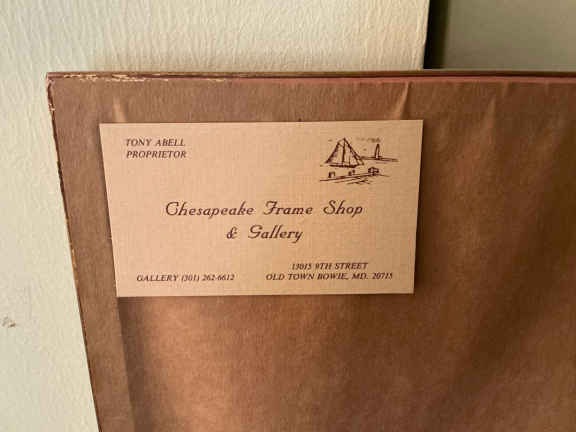 TONY ABELL
PROPRIETOR
Chesapeake Frame Shop
& Gallery
GALLERY (301) 262-6612
13015 9TH STREET
OLD TOWN BOWIE, MD. 20715